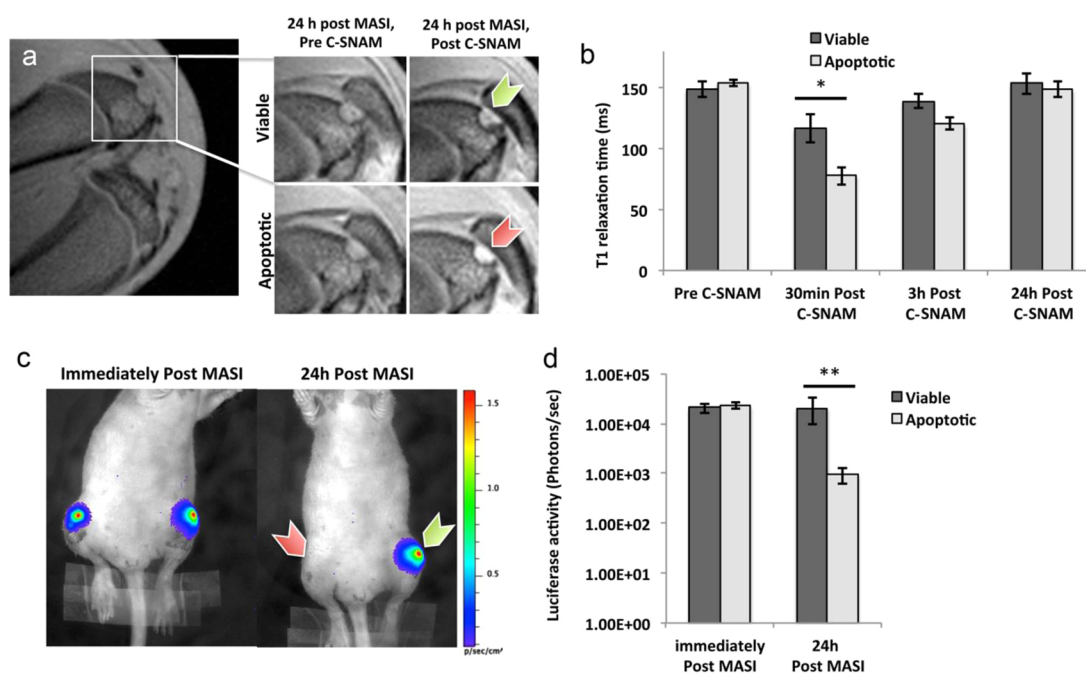 a
24 h post MASI,
Pre C-SNAM
24 h post MASI,
Post C-SNAM
Viable
Apoptotic
b
Viable
Apoptotic
*
T1 relaxation time (ms)
150
100
50
0
Pre C-SNAM
30min Post
C-SNAM
3h Post
C-SNAM
24h Post
C-SNAM
c
Immediately Post MASI
24h Post MASI
1.5
1.0
0.5
p/sec/cm²
d
Luciferase activity (Photons/sec)
1.00E+05
1.00E+04
1.00E+03
1.00E+02
1.00E+01
1.00E+00
**
Viable
Apoptotic
immediately
Post MASI
24h
Post MASI